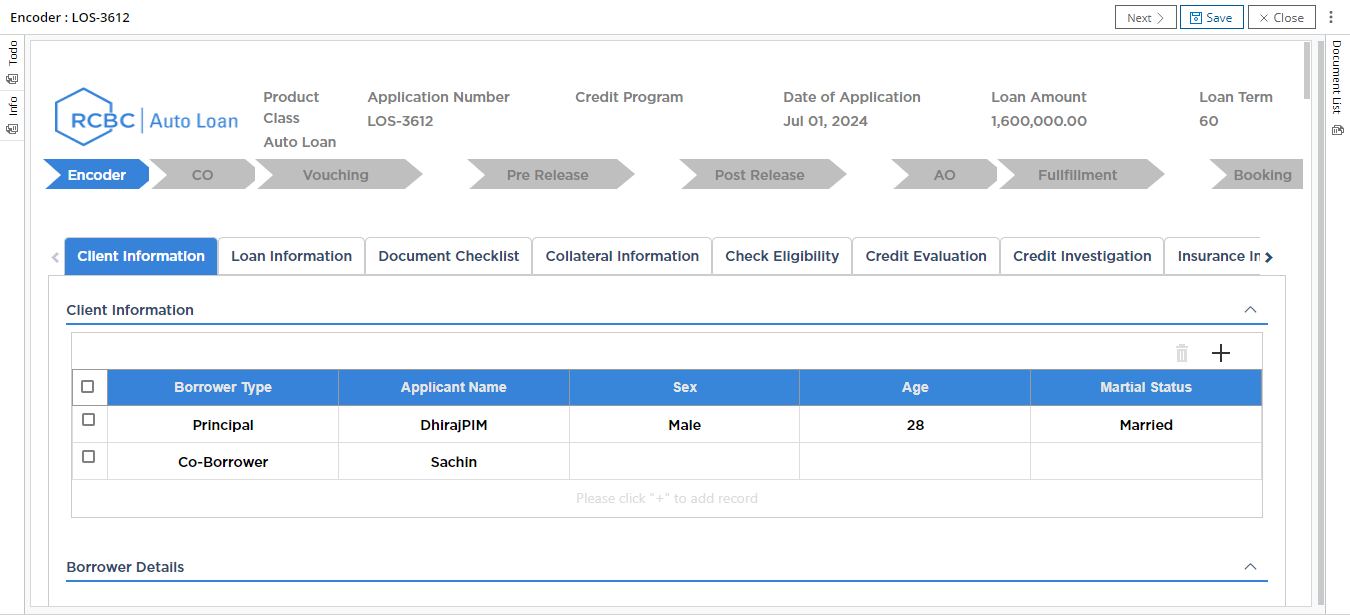 Encoder : LOS-3612
Next
Save
Close
Todo
Info
Document List
RCBC Auto Loan
Product Class
Auto Loan
Application Number
LOS-3612
Credit Program
Date of Application
Jul 01, 2024
Loan Amount
1,600,000.00
Loan Term
60
Encoder CO Vouching Pre Release Post Release AO Fullfillment Booking
Client Information Loan Information Document Checklist Collateral Information Check Eligibility Credit Evaluation Credit Investigation Insurance In
Client Information
Borrower Type Applicant Name Sex Age Martial Status
Principal DhirajPIM Male 28 Married
Co-Borrower Sachin
Please click "+" to add record
Borrower Details